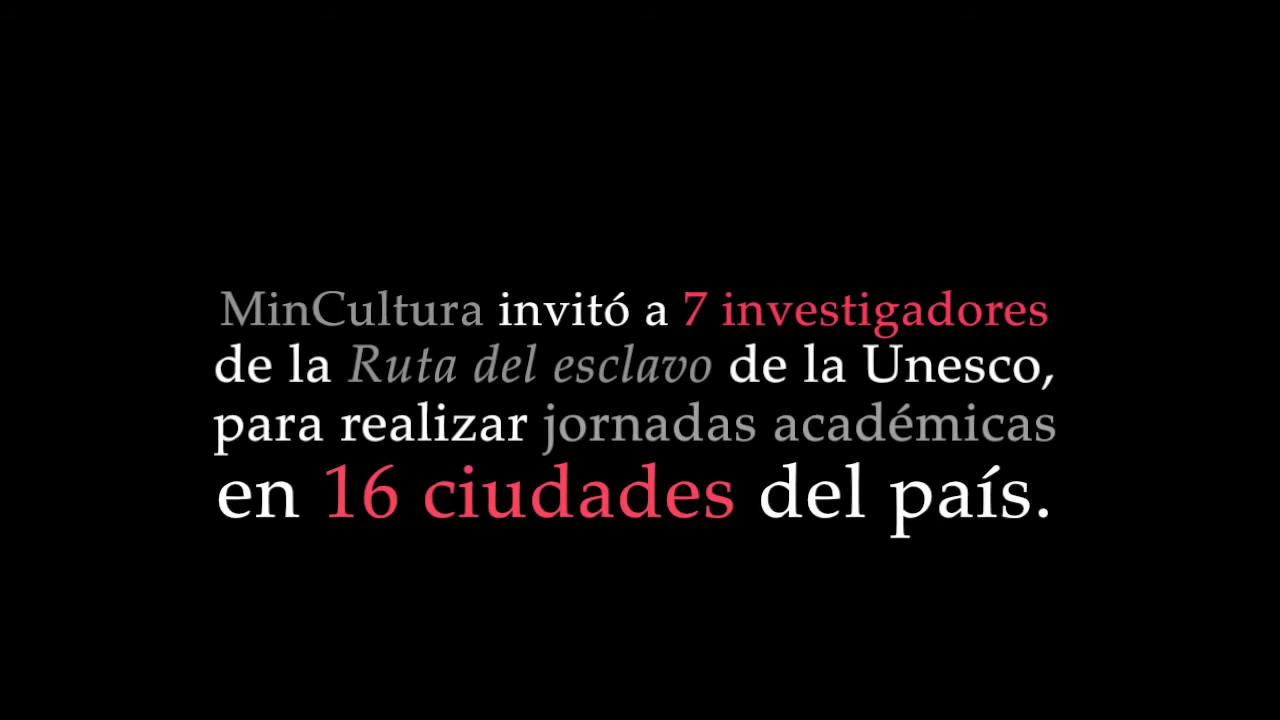 MinCultura invitó a 7 investigadores
de la Ruta del esclavo de la Unesco,
para realizar jornadas académicas
en 16 ciudades del país.